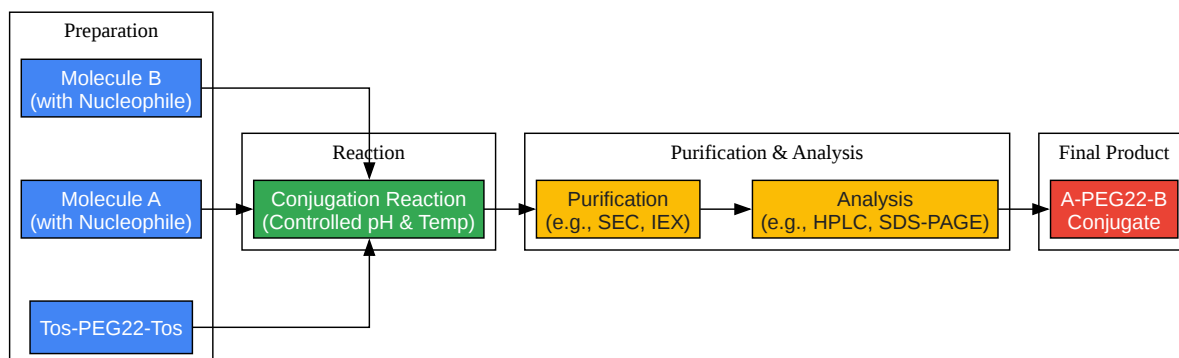 Preparation
Molecule B
(with Nucleophile)
Molecule A
(with Nucleophile)
Tos-PEG22-Tos
Reaction
Conjugation Reaction
(Controlled pH & Temp)
Purification & Analysis
Purification
(e.g., SEC, IEX)
Analysis
(e.g., HPLC, SDS-PAGE)
Final Product
A-PEG22-B
Conjugate